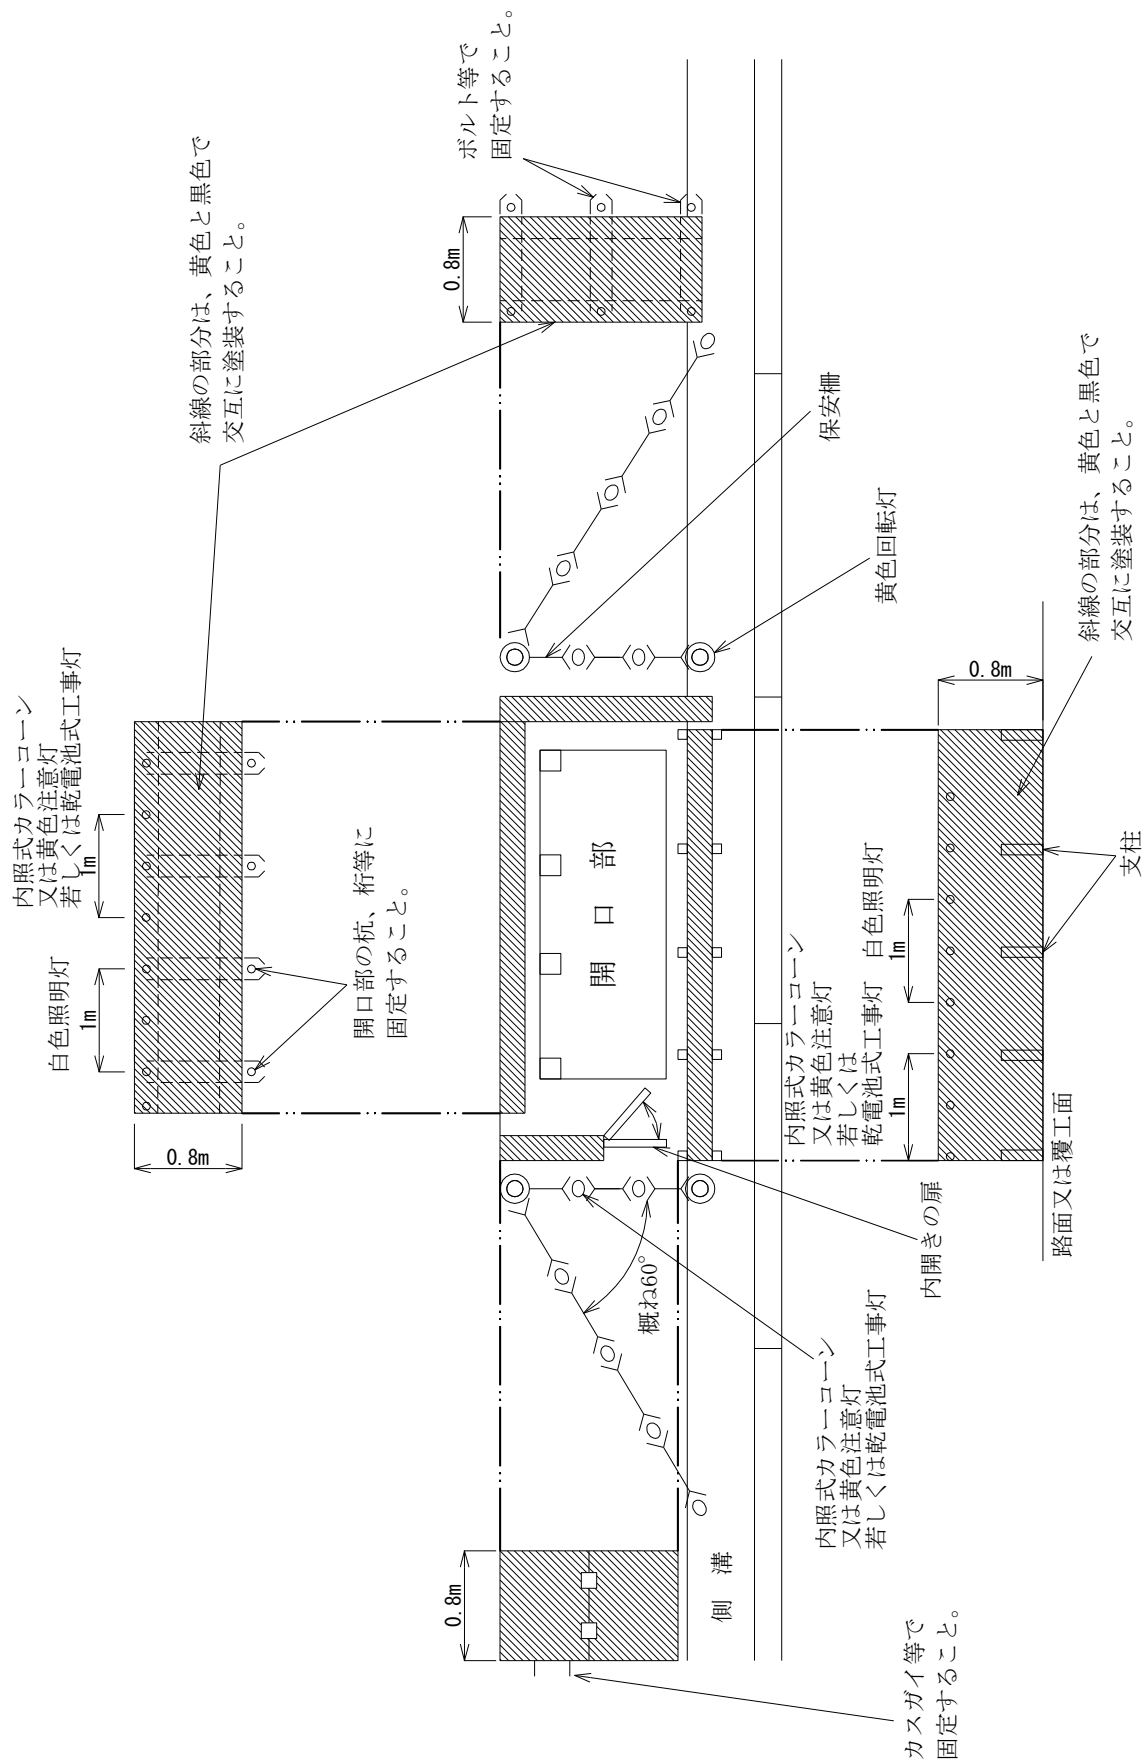 カスガイ等で
固定すること。
0.8m
側　溝
内照式カラーコーン
又は黄色注意灯
若しくは乾電池式工事灯
概ね60°
内開きの扉
0.8m
白色照明灯
1m
内照式カラーコーン
又は黄色注意灯
若しくは乾電池式工事灯
1m
開口部の杭、桁等に
固定すること。
開　口　部
斜線の部分は、黄色と黒色で
交互に塗装すること。
0.8m
ボルト等で
固定すること。
保安柵
黄色回転灯
内照式カラーコーン
又は黄色注意灯
若しくは
乾電池式工事灯
1m
白色照明灯
1m
路面又は覆工面
支柱
0.8m
斜線の部分は、黄色と黒色で
交互に塗装すること。